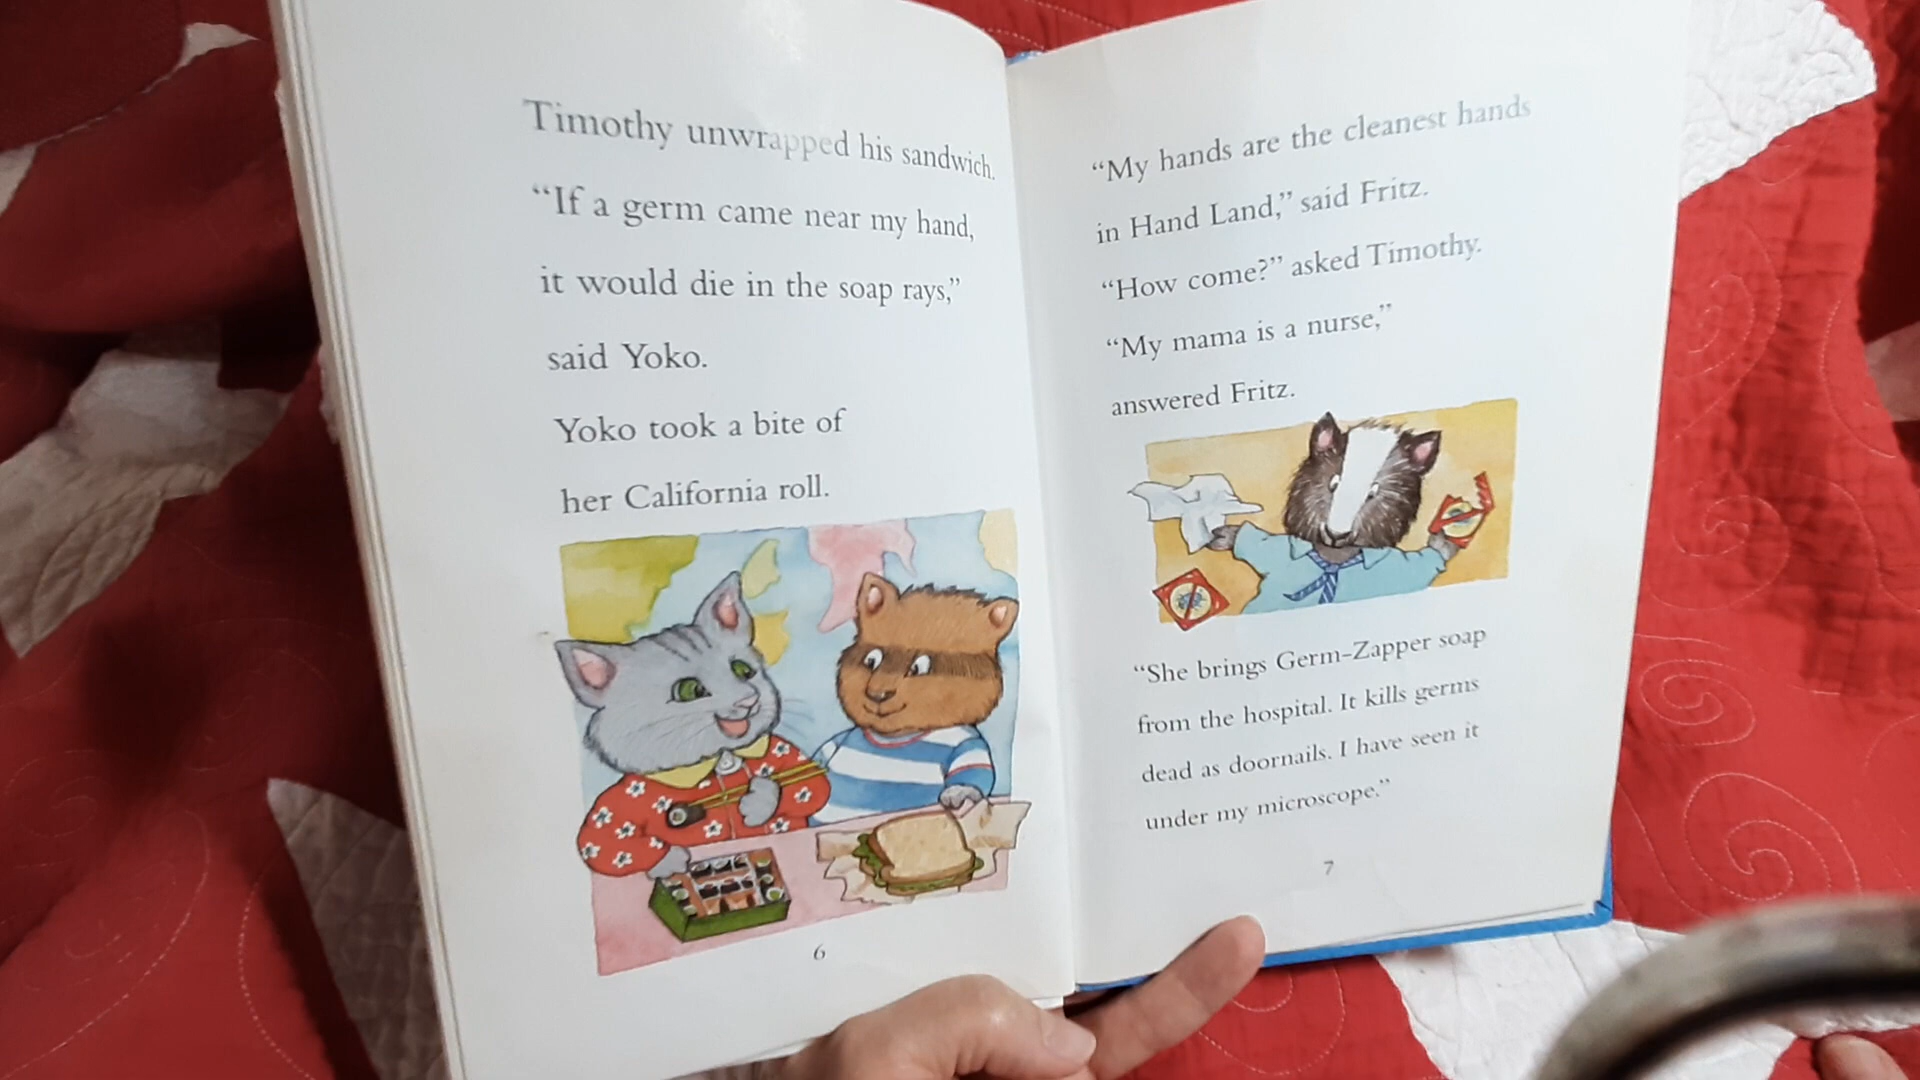 Timothy unwrapped his sandwich.
“If a germ came near my hand,
it would die in the soap rays,”
said Yoko.
Yoko took a bite of
her California roll.
6
“My hands are the cleanest hands
in Hand Land,” said Fritz.
“How come?” asked Timothy.
“My mama is a nurse,”
answered Fritz.
“She brings Germ-Zapper soap
from the hospital. It kills germs
dead as doornails. I have seen it
under my microscope.”
7